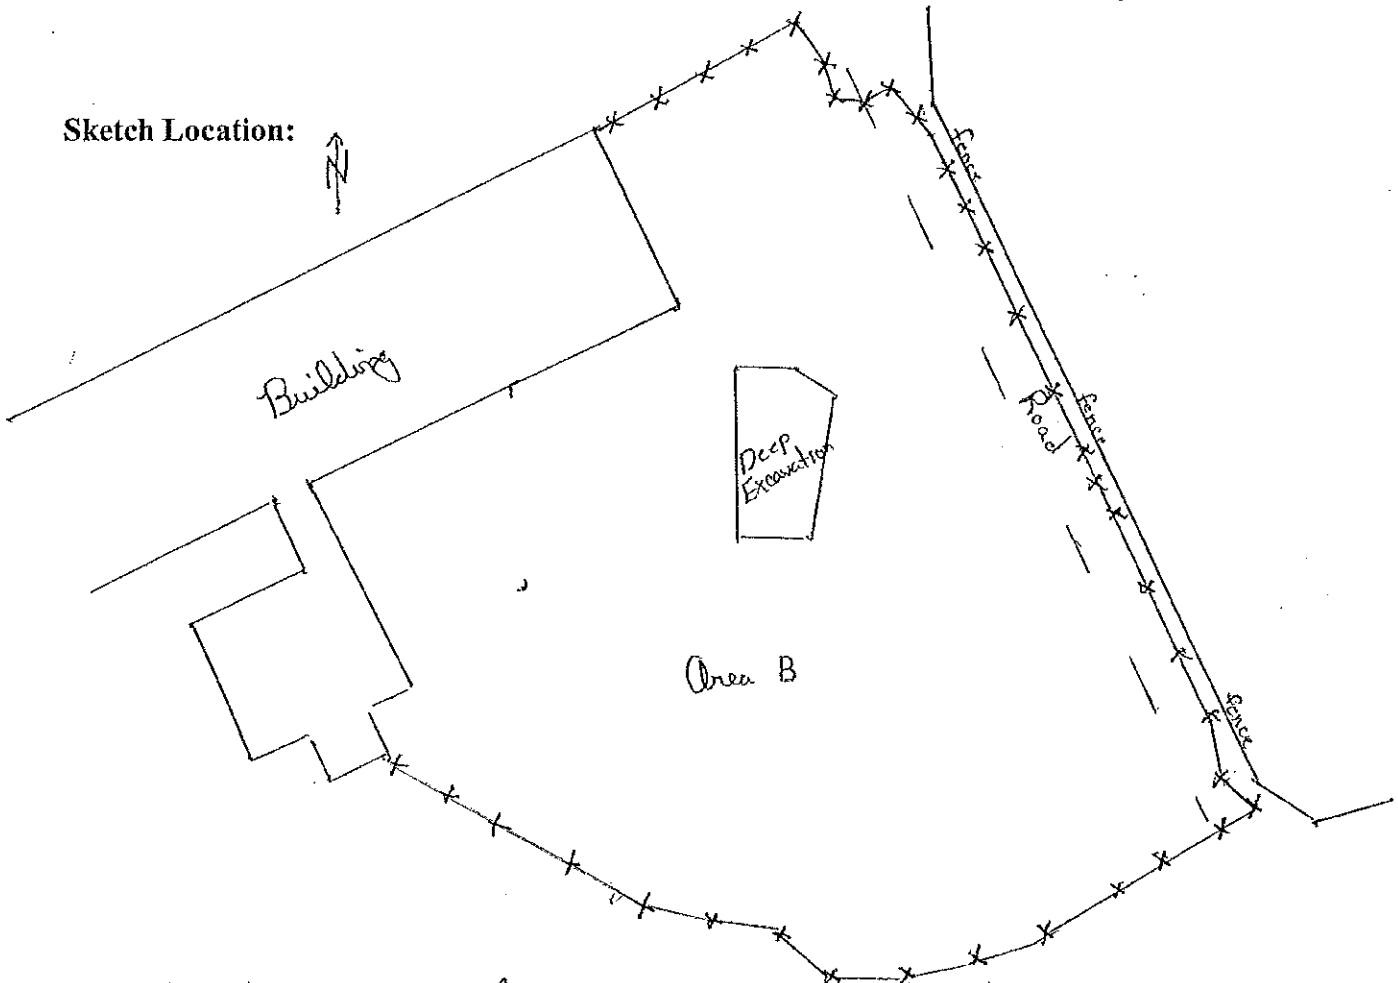 Sketch Location:
N
fence
Building
Road
fence
Deep
Excavation
Area B
fence